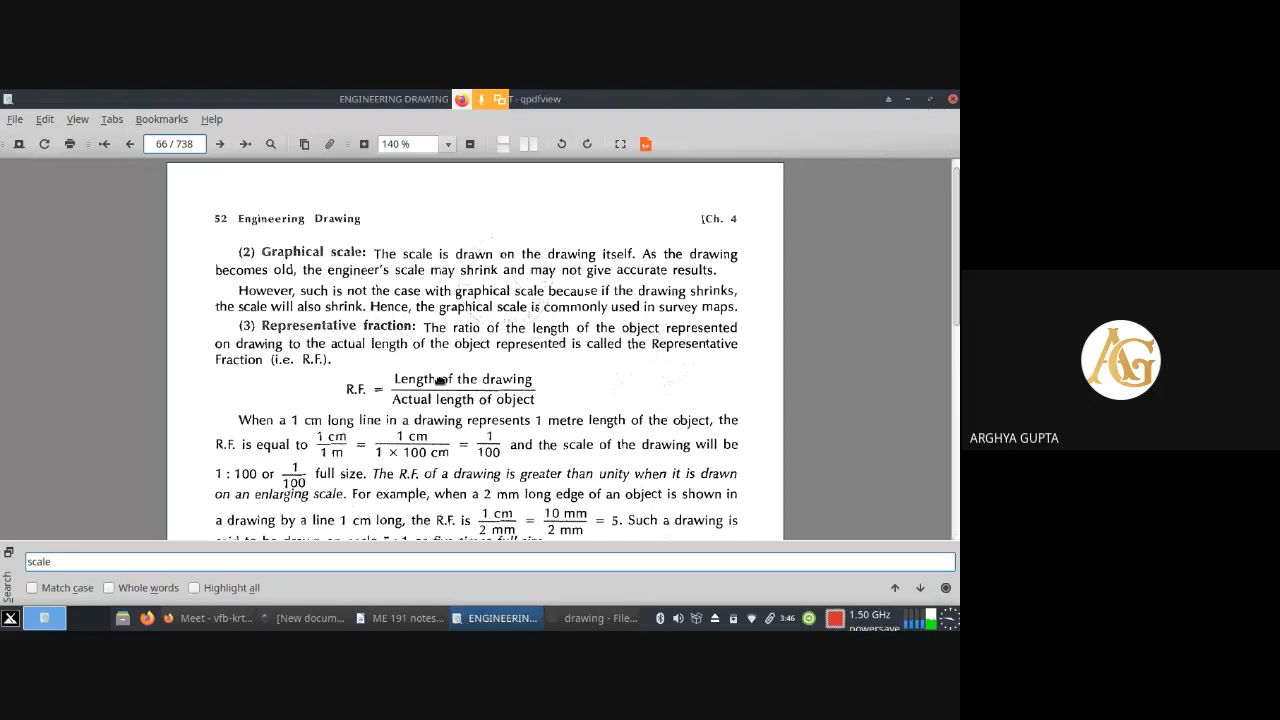 ENGINEERING DRAWING T - qpdfview
File Edit View Tabs Bookmarks Help
66 / 738
140 %
52 Engineering Drawing [Ch. 4
(2) Graphical scale: The scale is drawn on the drawing itself. As the drawing
becomes old, the engineer's scale may shrink and may not give accurate results.
However, such is not the case with graphical scale because if the drawing shrinks,
the scale will also shrink. Hence, the graphical scale is commonly used in survey maps.
(3) Representative fraction: The ratio of the length of the object represented
on drawing to the actual length of the object represented is called the Representative
Fraction (i.e. R.F.).
R.F. = Length of the drawing / Actual length of object
When a 1 cm long line in a drawing represents 1 metre length of the object, the
R.F. is equal to 1 cm / 1 m = 1 cm / 1 × 100 cm = 1 / 100 and the scale of the drawing will be
1 : 100 or 1 / 100 full size. The R.F. of a drawing is greater than unity when it is drawn
on an enlarging scale. For example, when a 2 mm long edge of an object is shown in
a drawing by a line 1 cm long, the R.F. is 1 cm / 2 mm = 10 mm / 2 mm = 5. Such a drawing is
Search
scale
Match case Whole words Highlight all
Meet - vfb-krt... [New docum... ME 191 notes... ENGINEERIN... drawing - File... 3:46 1.50 GHz
powersave
AG
ARGHYA GUPTA